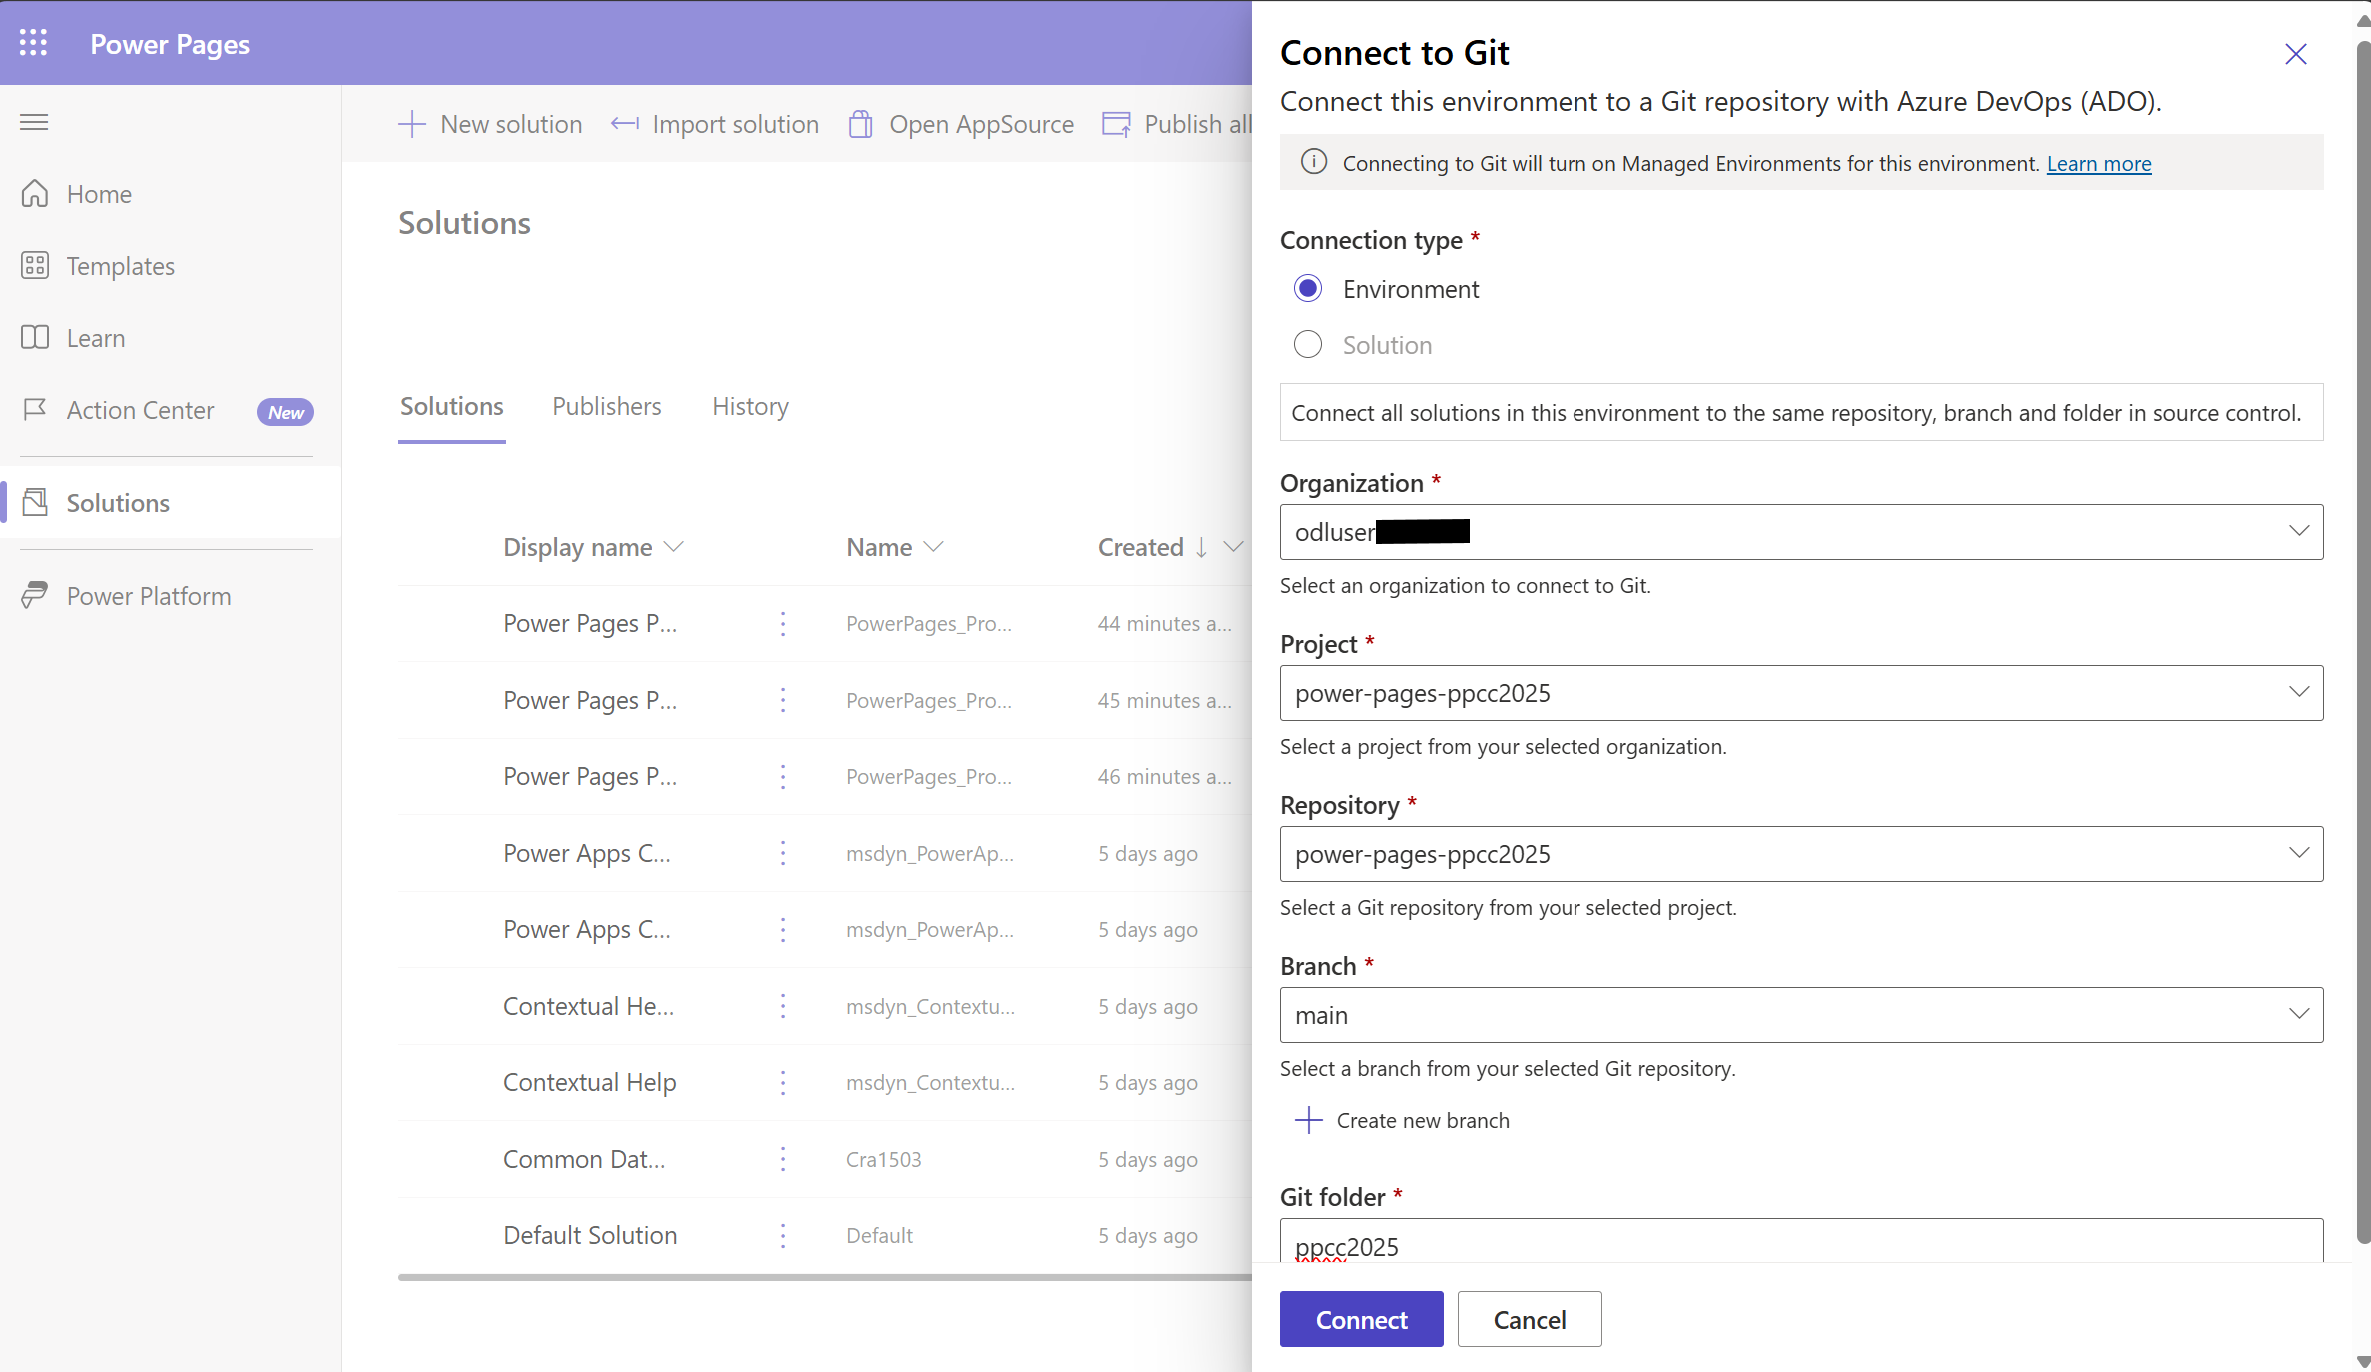 Power Pages
Home
Templates
Learn
Action Center New
Solutions
Power Platform
New solution
Import solution
Open AppSource
Publish all
Solutions
Solutions
Publishers
History
Display name
Name
Created
Power Pages P...
PowerPages_Pro...
44 minutes a...
Power Pages P...
PowerPages_Pro...
45 minutes a...
Power Pages P...
PowerPages_Pro...
46 minutes a...
Power Apps C...
msdyn_PowerAp...
5 days ago
Power Apps C...
msdyn_PowerAp...
5 days ago
Contextual He...
msdyn_Contextu...
5 days ago
Contextual Help
msdyn_Contextu...
5 days ago
Common Dat...
Cra1503
5 days ago
Default Solution
Default
5 days ago
Connect to Git
Connect this environment to a Git repository with Azure DevOps (ADO).
Connecting to Git will turn on Managed Environments for this environment. Learn more
Connection type *
Environment
Solution
Connect all solutions in this environment to the same repository, branch and folder in source control.
Organization *
odluser
Select an organization to connect to Git.
Project *
power-pages-ppcc2025
Select a project from your selected organization.
Repository *
power-pages-ppcc2025
Select a Git repository from your selected project.
Branch *
main
Select a branch from your selected Git repository.
Create new branch
Git folder *
ppcc2025
Connect
Cancel